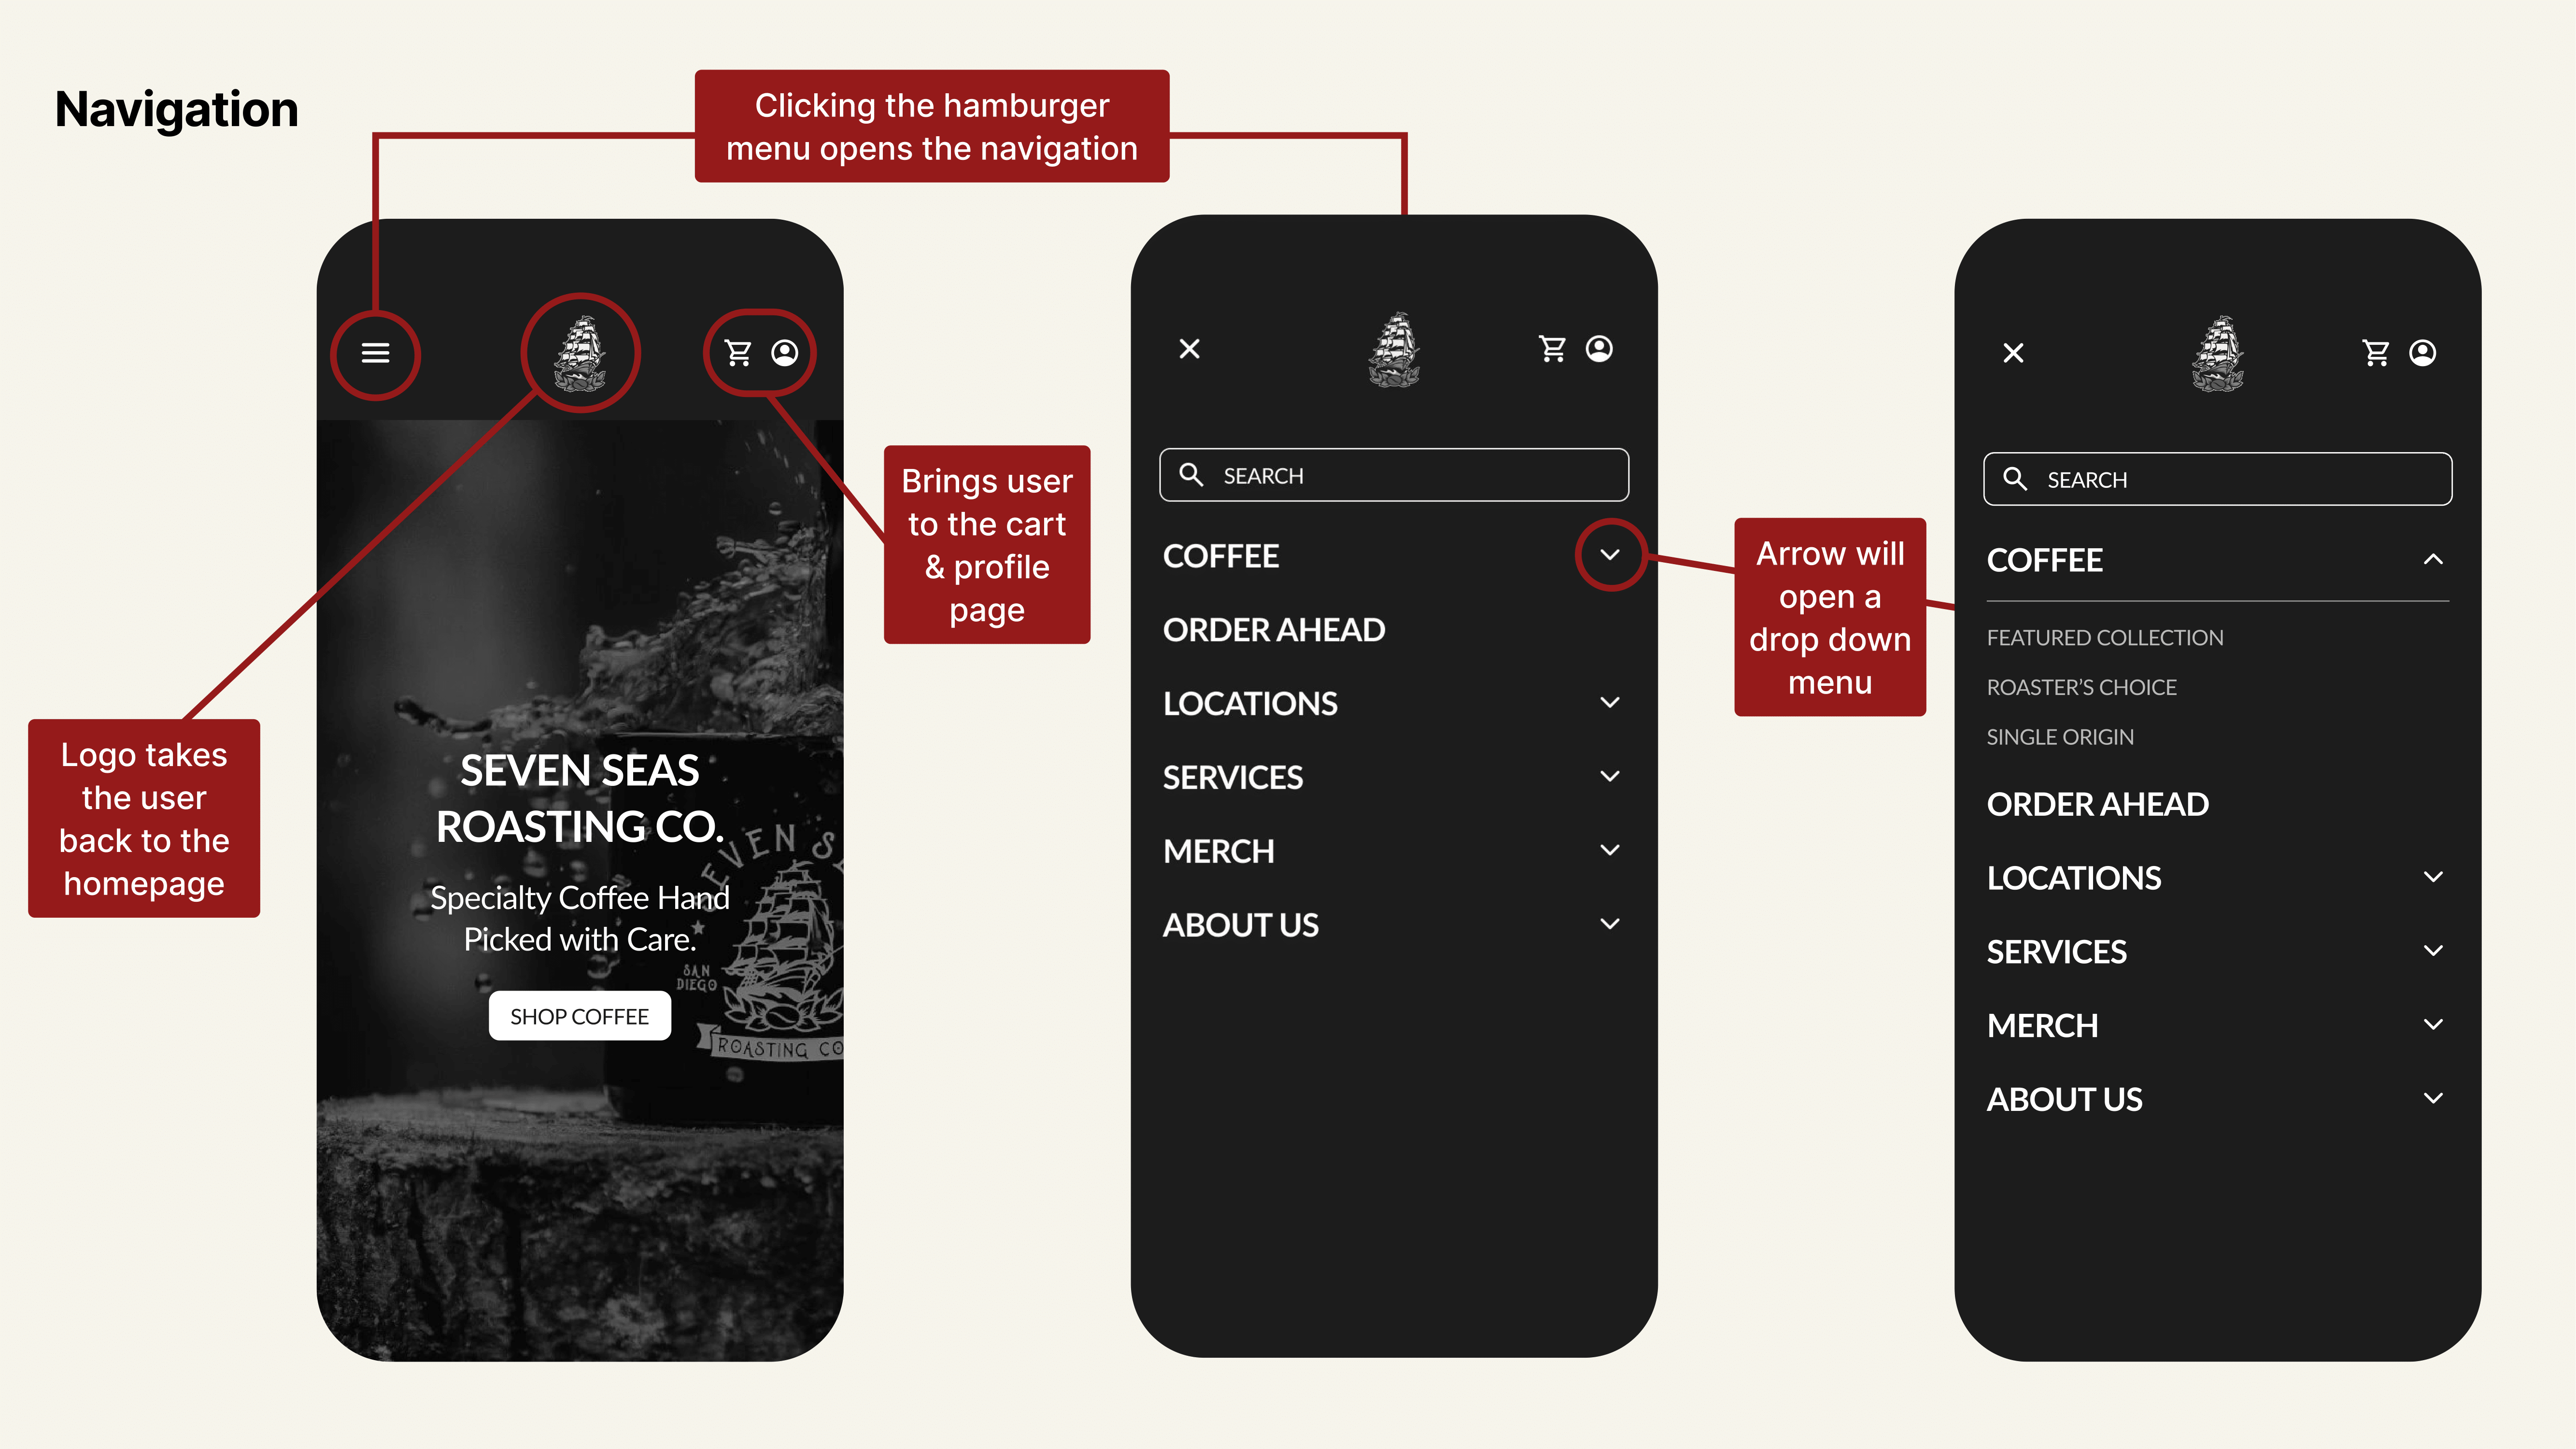 Navigation
Clicking the hamburger
menu opens the navigation
Logo takes
the user
back to the
homepage
SEVEN SEAS
ROASTING CO.
Specialty Coffee Hand
Picked with Care.
SHOP COFFEE
SEVEN S
SAN
DIEGO
ROASTING CO
Brings user
to the cart
& profile
page
SEARCH
COFFEE
ORDER AHEAD
LOCATIONS
SERVICES
MERCH
ABOUT US
Arrow will
open a
drop down
menu
SEARCH
COFFEE
FEATURED COLLECTION
ROASTER'S CHOICE
SINGLE ORIGIN
ORDER AHEAD
LOCATIONS
SERVICES
MERCH
ABOUT US